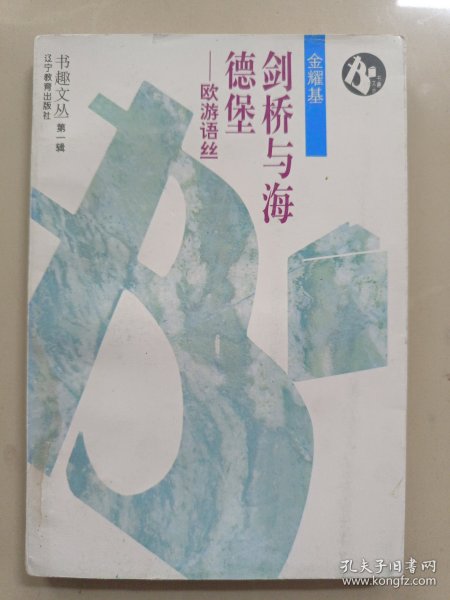 金耀基
剑桥与海
德堡
——欧游语丝
书趣文丛 第一辑
辽宁教育出版社
孔夫子旧书网
www.kongfz.com